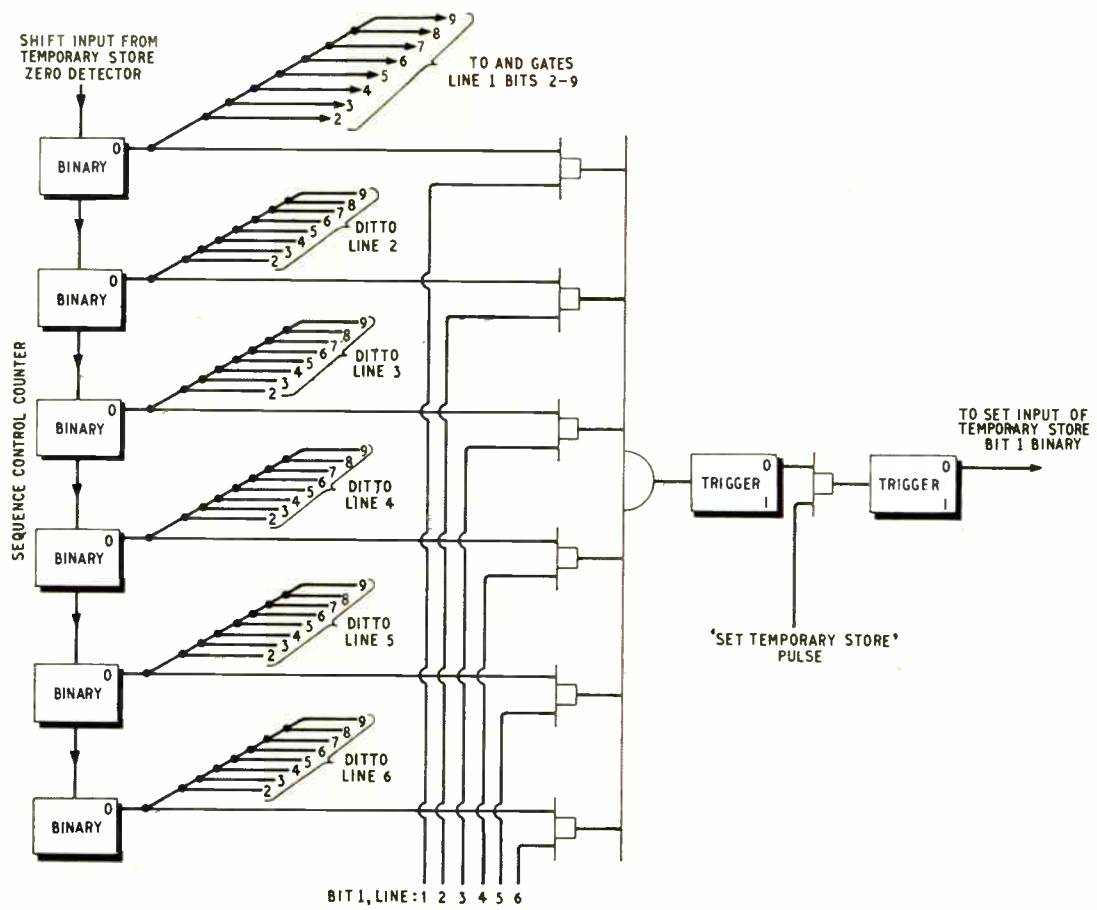 SHIFT INPUT FROM
TEMPORARY STORE
ZERO DETECTOR
9
8
7
6
5
4
3
2
TO AND GATES
LINE 1 BITS 2-9
0
BINARY
9
8
7
6
5
4
3
2
DITTO
LINE 2
0
BINARY
9
8
7
6
5
4
3
2
DITTO
LINE 3
0
BINARY
SEQUENCE CONTROL COUNTER
9
8
7
6
5
4
3
2
DITTO
LINE 4
0
BINARY
9
8
7
6
5
4
3
2
DITTO
LINE 5
0
BINARY
9
8
7
6
5
4
3
2
DITTO
LINE 6
0
BINARY
BIT 1, LINE: 1 2 3 4 5 6
0
TRIGGER
1
'SET TEMPORARY STORE'
PULSE
0
TRIGGER
1
TO SET INPUT OF
TEMPORARY STORE
BIT 1 BINARY